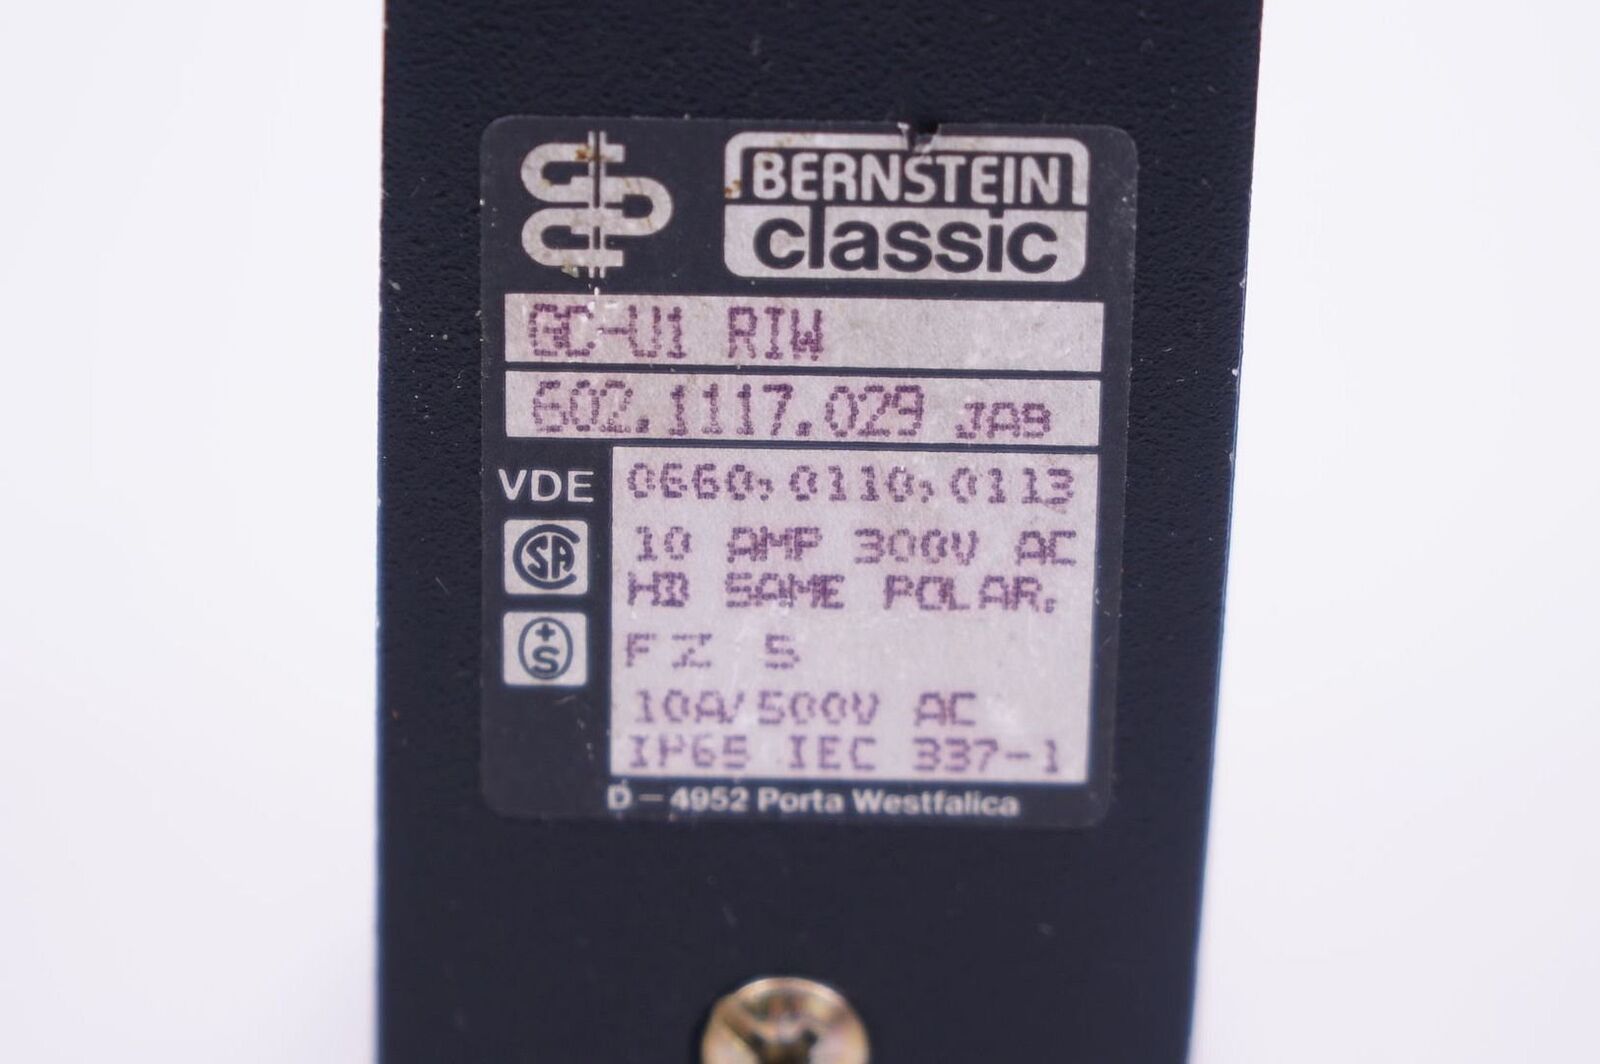 BERNSTEIN
classic
GC-U1 RIW
602.1117.029 JA9
VDE 0660, 0110, 0113
SA
10 AMP 300V AC
HD SAME POLAR.
+
S
FZ 5
10A/500V AC
IP65 IEC 337-1
D - 4952 Porta Westfalica